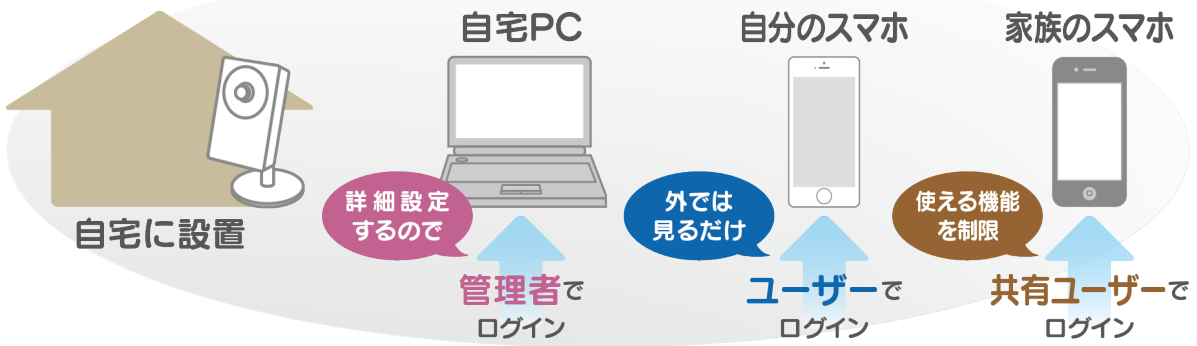 自宅に設置
自宅PC
詳細設定
するので
管理者で
ログイン
自分のスマホ
外では
見るだけ
ユーザーで
ログイン
家族のスマホ
使える機能
を制限
共有ユーザーで
ログイン